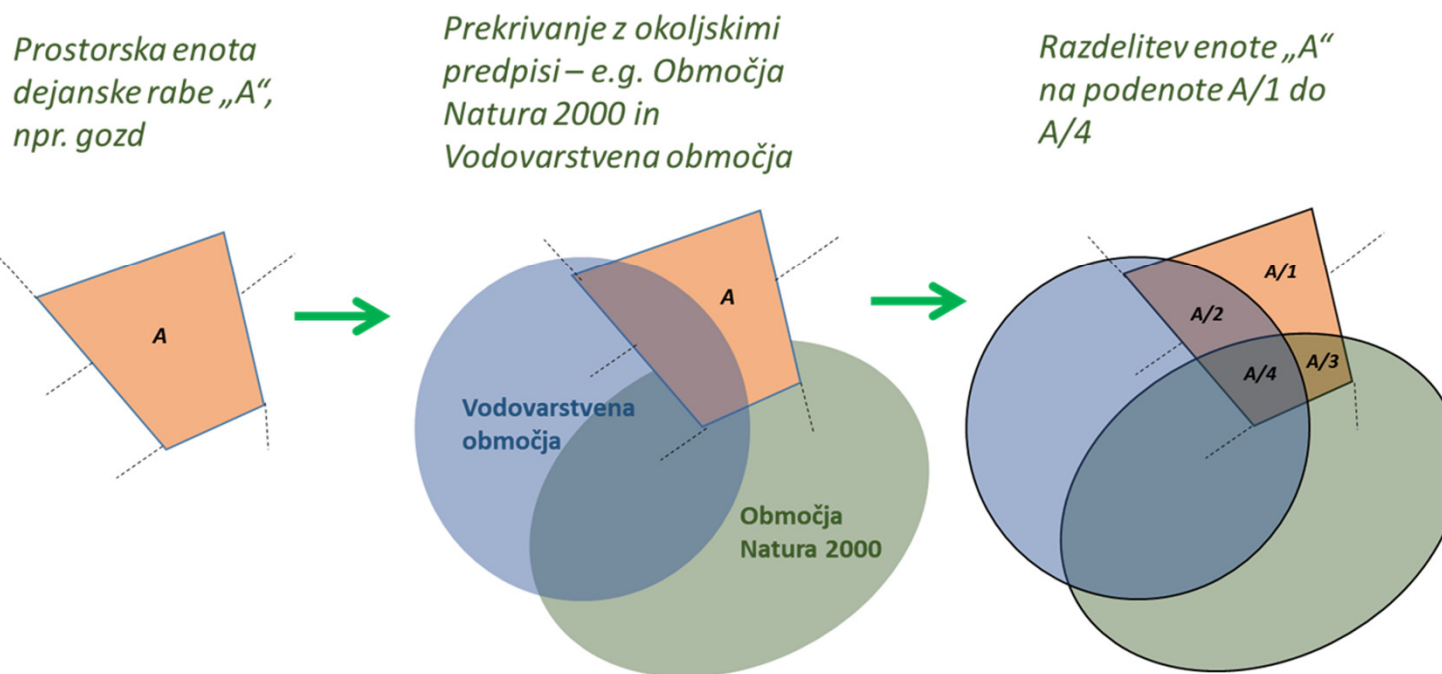 Prostorska enota
dejanske rabe „A“,
npr. gozd
Prekrivanje z okoljskimi
predpisi – e.g. Območja
Natura 2000 in
Vodovarstvena območja
Razdelitev enote „A“
na podenote A/1 do
A/4
A
A
Vodovarstvena
območja
Območja
Natura 2000
A/1
A/2
A/3
A/4